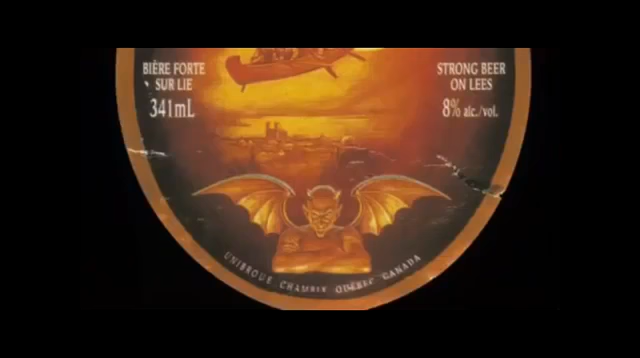 BIÈRE FORTE
SUR LIE
341mL
STRONG BEER
ON LEES
8% alc./vol.
UNIBROUE CHAMBLY QUÉBEC CANADA